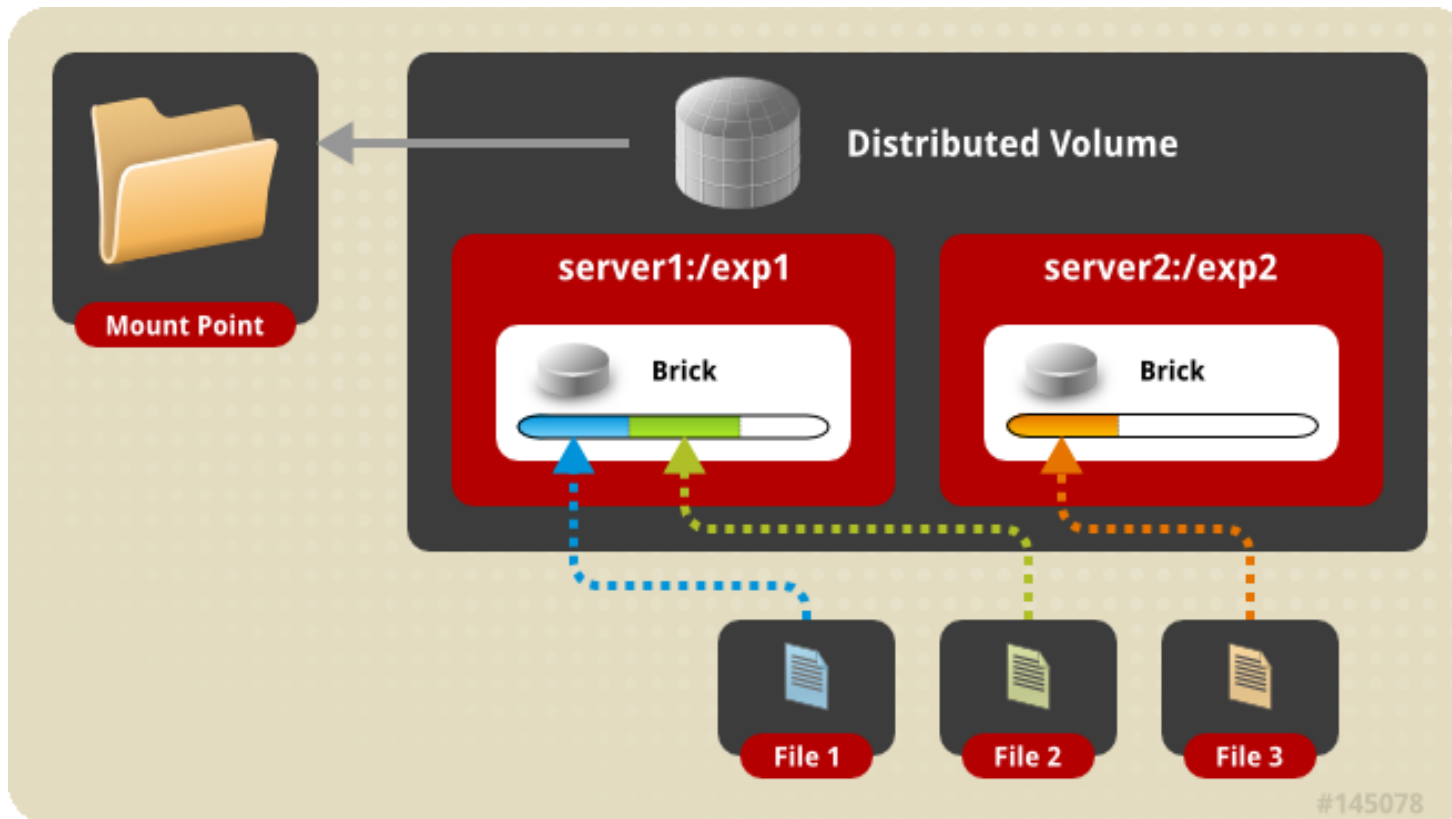 Distributed Volume
server1:/exp1
server2:/exp2
Mount Point
Brick
Brick
File 1
File 2
File 3
#145078